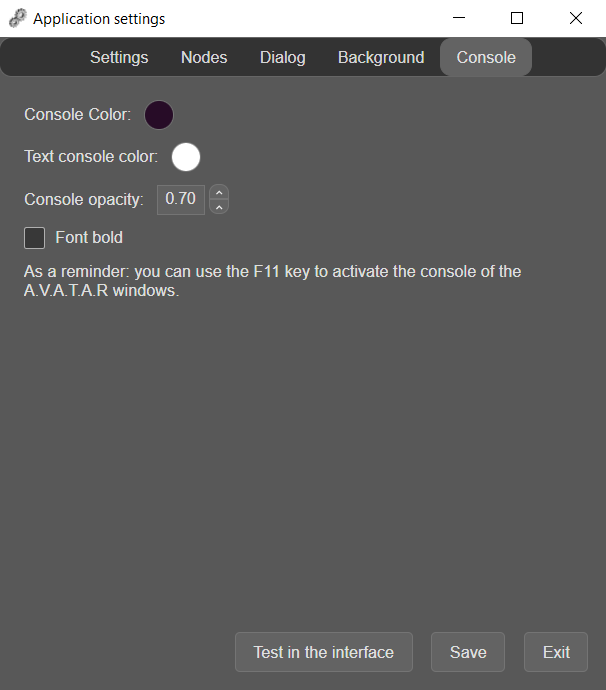 Application settings
Settings Nodes Dialog Background Console
Console Color:
Text console color:
Console opacity: 0.70
Font bold
As a reminder: you can use the F11 key to activate the console of the
A.V.A.T.A.R windows.
Test in the interface Save Exit